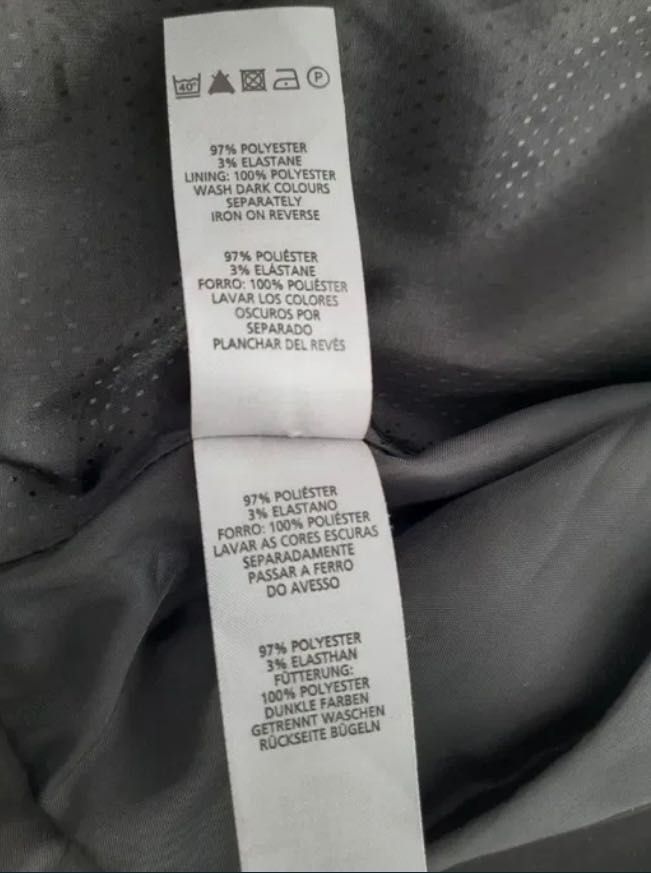 40°
P
97% POLYESTER
3% ELASTANE
LINING: 100% POLYESTER
WASH DARK COLOURS
SEPARATELY
IRON ON REVERSE
97% POLIÉSTER
3% ELÁSTANE
FORRO: 100% POLIÉSTER
LAVAR LOS COLORES
OSCUROS POR
SEPARADO
PLANCHAR DEL REVÉS
97% POLIÉSTER
3% ELASTANO
FORRO: 100% POLIÉSTER
LAVAR AS CORES ESCURAS
SEPARADAMENTE
PASSAR A FERRO
DO AVESSO
97% POLYESTER
3% ELASTHAN
FÜTTERUNG:
100% POLYESTER
DUNKLE FARBEN
GETRENNT WASCHEN
RÜCKSEITE BÜGELN